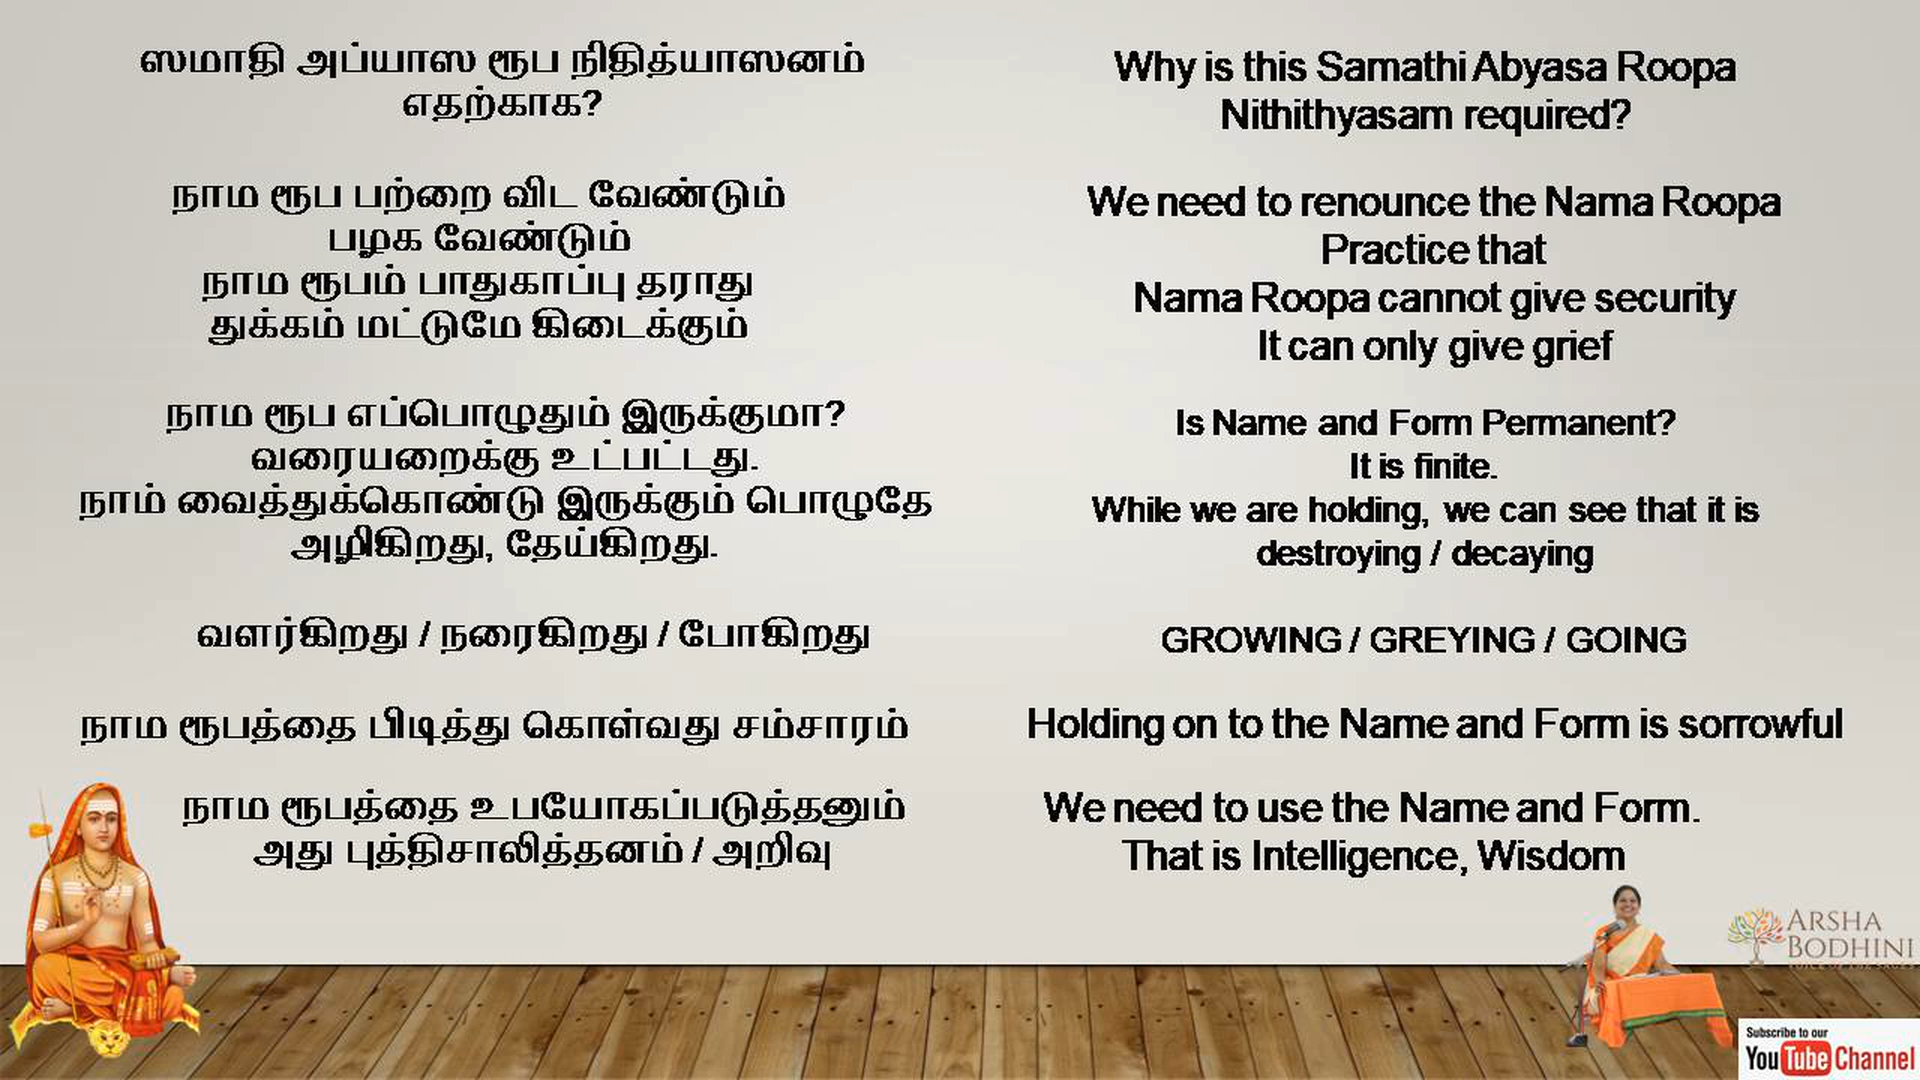 ஸமாதி அப்யாஸ ரூப நிதித்யாஸனம்
எதற்காக?
நாம ரூப பற்றை விட வேண்டும்
பழக வேண்டும்
நாம ரூபம் பாதுகாப்பு தராது
துக்கம் மட்டுமே கிடைக்கும்
நாம ரூப எப்பொழுதும் இருக்குமா?
வரையறைக்கு உட்பட்டது.
நாம் வைத்துக்கொண்டு இருக்கும் பொழுதே
அழிகிறது, தேய்கிறது.
வளர்கிறது / நரைகிறது / போகிறது
நாம ரூபத்தை பிடித்து கொள்வது சம்சாரம்
நாம ரூபத்தை உபயோகப்படுத்தனும்
அது புத்திசாலித்தனம் / அறிவு
Why is this Samathi Abyasa Roopa
Nithithyasam required?
We need to renounce the Nama Roopa
Practice that
Nama Roopa cannot give security
It can only give grief
Is Name and Form Permanent?
It is finite.
While we are holding, we can see that it is
destroying / decaying
GROWING / GREYING / GOING
Holding on to the Name and Form is sorrowful
We need to use the Name and Form.
That is Intelligence, Wisdom
ARSHA
BODHINI
VOICE OF THE SAGES
Subscribe to our
YouTube Channel